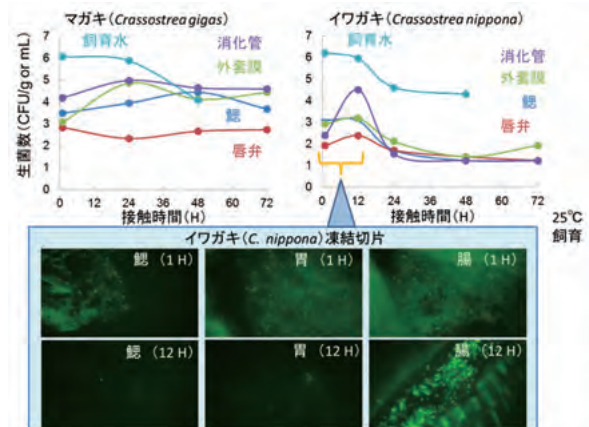 マガキ(Crassostrea gigas)
イワガキ(Crassostrea nippona)
生菌数(CFU/g or mL)
7
6
5
4
3
2
1
0
飼育水
消化管
外套膜
鰓
唇弁
0 12 24 36 48 60 72
接触時間(H)
7
6
5
4
3
2
1
0
飼育水
消化管
外套膜
鰓
唇弁
0 12 24 36 48 60 72
接触時間(H)
25℃
飼育
イワガキ(C. nippona)凍結切片
鰓 (1 H)
胃 (1 H)
腸 (1 H)
鰓 (12 H)
胃 (12 H)
腸 (12 H)